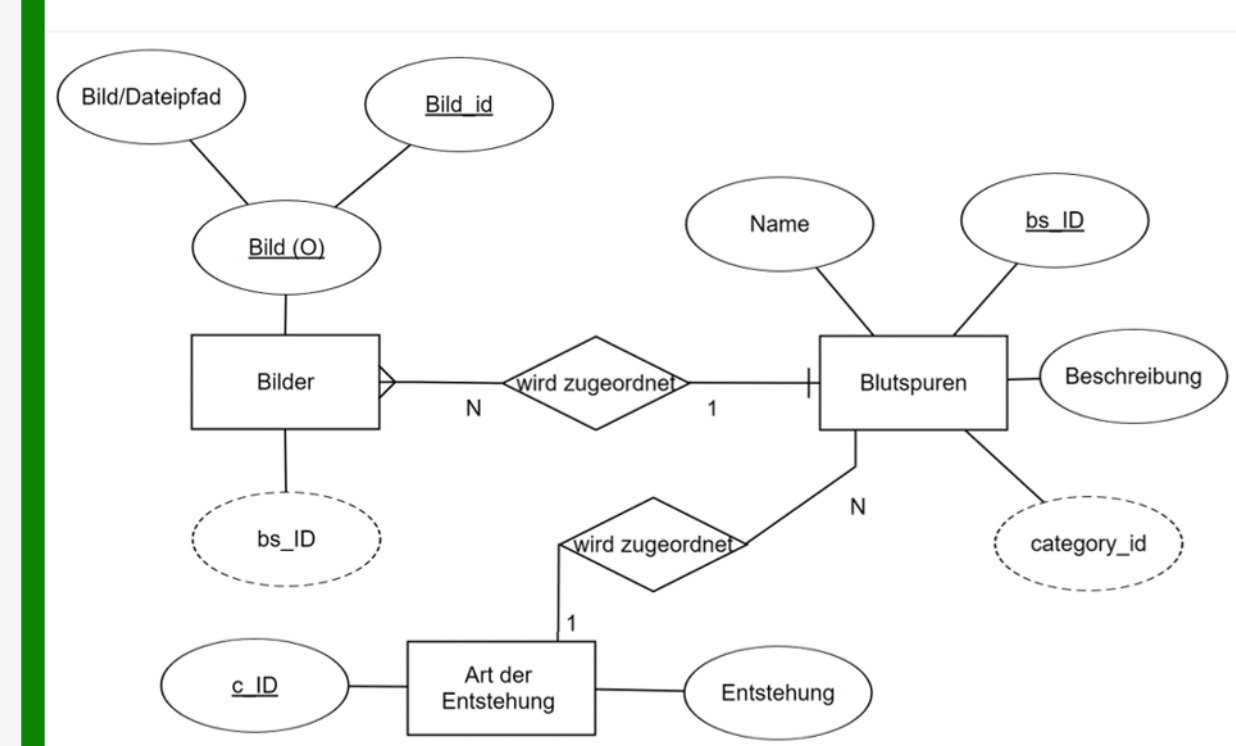 Bild/Dateipfad
Bild_id
Bild (O)
Name
bs_ID
Bilder
wird zugeordnet
N
1
Blutspuren
Beschreibung
bs_ID
wird zugeordnet
N
1
category_id
c_ID
Art der
Entstehung
Entstehung